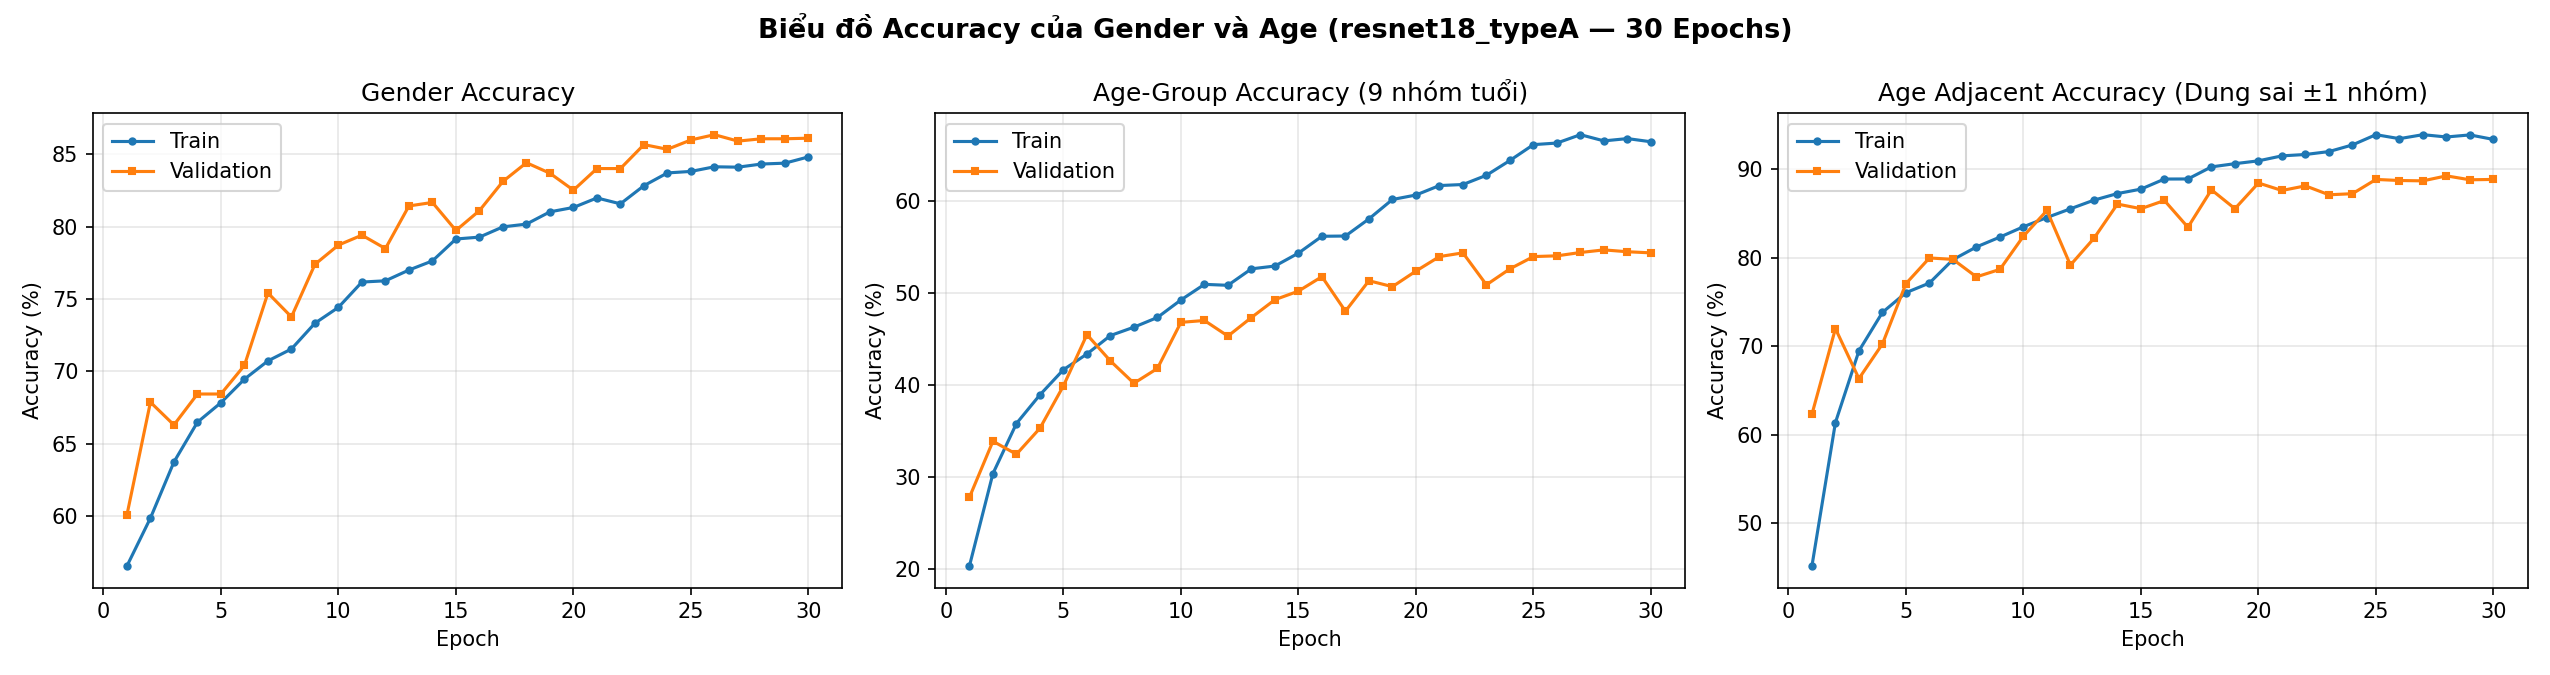 Biểu đồ Accuracy của Gender và Age (resnet18_typeA — 30 Epochs)
Gender Accuracy
Train
Validation
Accuracy (%)
85
80
75
70
65
60
0 5 10 15 20 25 30
Epoch
Age-Group Accuracy (9 nhóm tuổi)
Train
Validation
Accuracy (%)
60
50
40
30
20
0 5 10 15 20 25 30
Epoch
Age Adjacent Accuracy (Dung sai ±1 nhóm)
Train
Validation
Accuracy (%)
90
80
70
60
50
0 5 10 15 20 25 30
Epoch